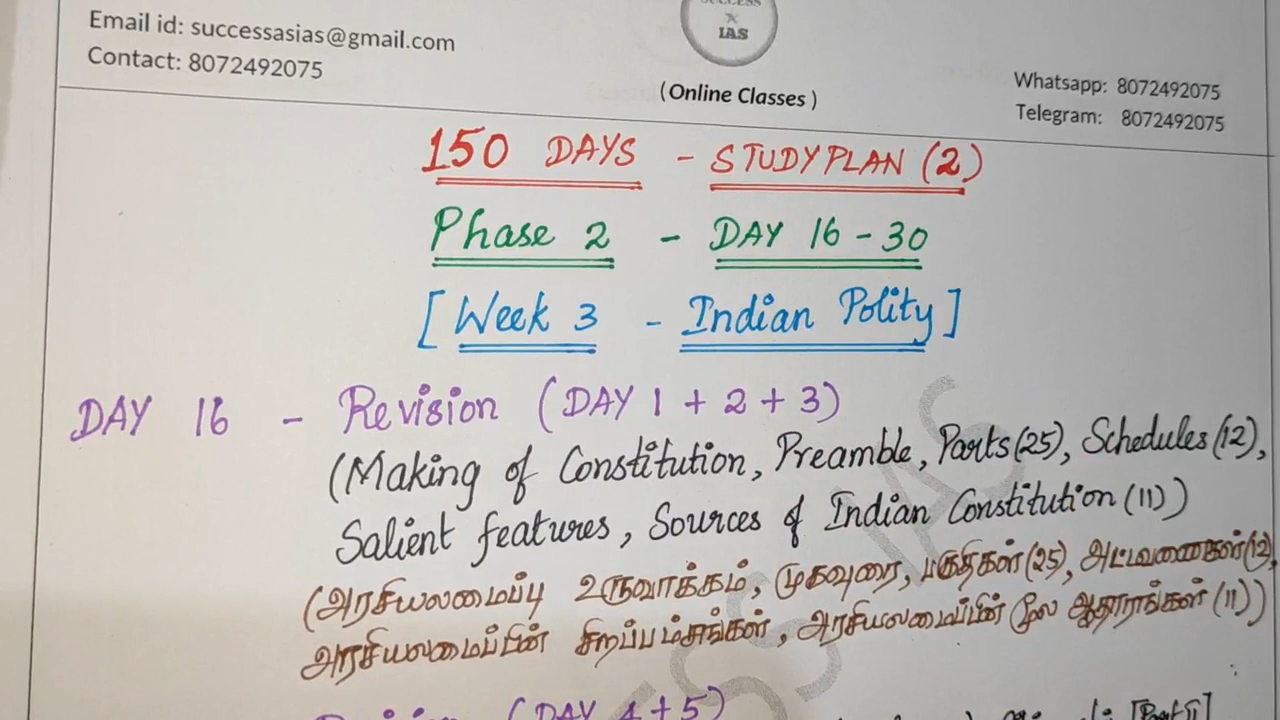 Email id: successasias@gmail.com
Contact: 8072492075
SUCCESS
IAS
(Online Classes)
Whatsapp: 8072492075
Telegram: 8072492075
150 DAYS - STUDYPLAN (2)
Phase 2 - DAY 16 - 30
[Week 3 - Indian Polity]
DAY 16 - Revision (DAY 1 + 2 + 3)
(Making of Constitution, Preamble, Parts(25), Schedules(12),
Salient features, Sources of Indian Constitution (11))
(அரசியலமைப்பு உருவாக்கம், முகவுரை, பகுதிகள்(25), அட்டவணைகள்(12),
அரசியலமைப்பின் சிறப்பம்சங்கள், அரசியலமைப்பின் மூல ஆதாரங்கள் (11))
(DAY 4 + 5)